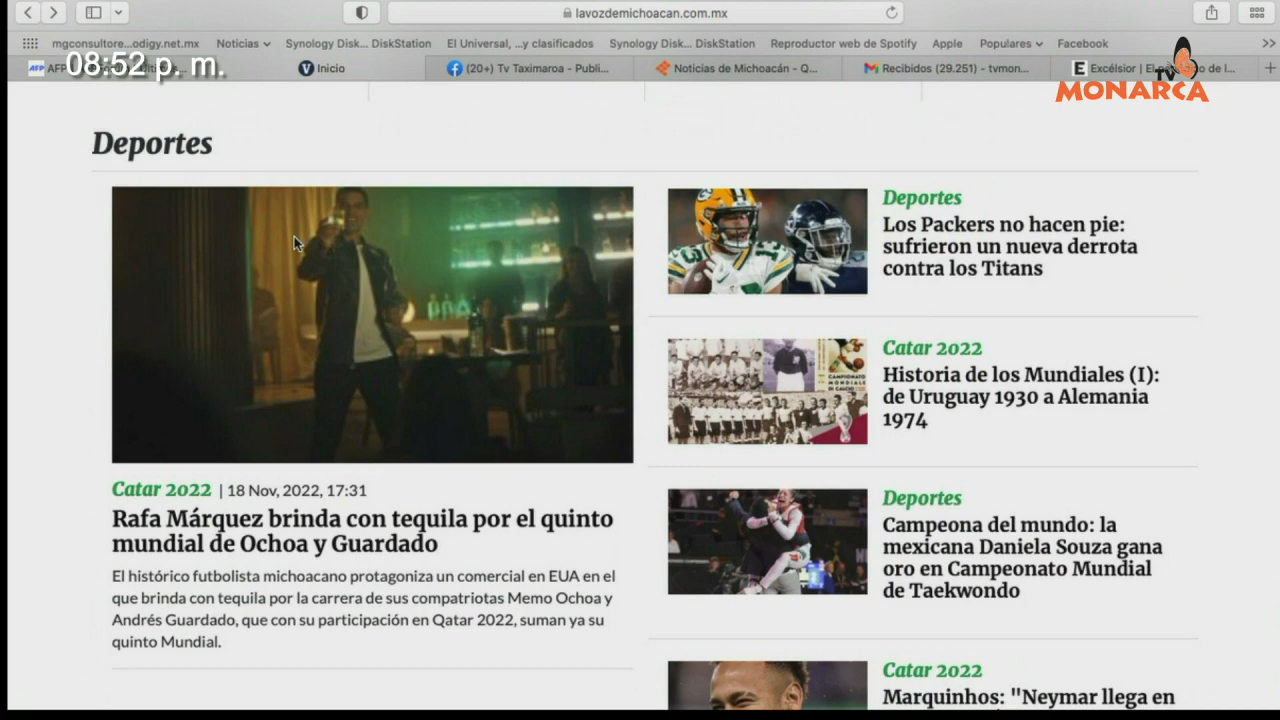 lavozdemichoacan.com.mx
mgconsultore...odigy.net.mx Noticias Synology Disk... DiskStation El Universal, ...y clasificados Synology Disk... DiskStation Reproductor web de Spotify Apple Populares Facebook
08:52 p. m.
AFP Inicio (20+) Tv Taximaroa - Publi... Noticias de Michoacán - Q... Recibidos (29.251) - tvmon... Excélsior |
TV
MONARCA
Deportes
Catar 2022 | 18 Nov, 2022, 17:31
Rafa Márquez brinda con tequila por el quinto
mundial de Ochoa y Guardado
El histórico futbolista michoacano protagoniza un comercial en EUA en el
que brinda con tequila por la carrera de sus compatriotas Memo Ochoa y
Andrés Guardado, que con su participación en Qatar 2022, suman ya su
quinto Mundial.
Deportes
Los Packers no hacen pie:
sufrieron un nueva derrota
contra los Titans
CAMPIONATO
MONDIALE
DI CALCIO
Catar 2022
Historia de los Mundiales (I):
de Uruguay 1930 a Alemania
1974
Deportes
Campeona del mundo: la
mexicana Daniela Souza gana
oro en Campeonato Mundial
de Taekwondo
Catar 2022
Marquinhos: "Neymar llega en